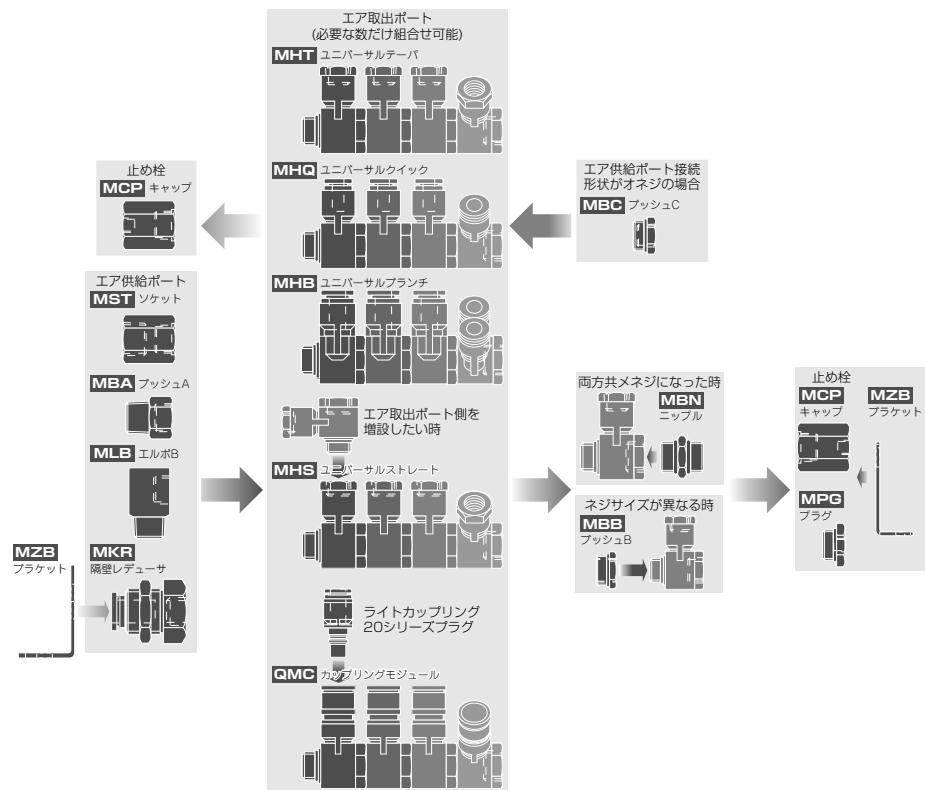 エア取出ポート
(必要な数だけ組合せ可能)
MHT ユニバーサルテーパ
MHQ ユニバーサルクイック
MHB ユニバーサルブランチ
エア取出ポート側を
増設したい時
MHS ユニバーサルストレート
ライトカップリング
20シリーズプラグ
QMC カップリングモジュール
止め栓
MCP キャップ
エア供給ポート
MST ソケット
MBA ブッシュA
MLB エルボB
MKR
隔壁レデューサ
MZB
ブラケット
エア供給ポート接続
形状がオネジの場合
MBC ブッシュC
両方共メネジになった時
MBN
ニップル
ネジサイズが異なる時
MBB
ブッシュB
止め栓
MCP
キャップ
MZB
ブラケット
MPG
プラグ